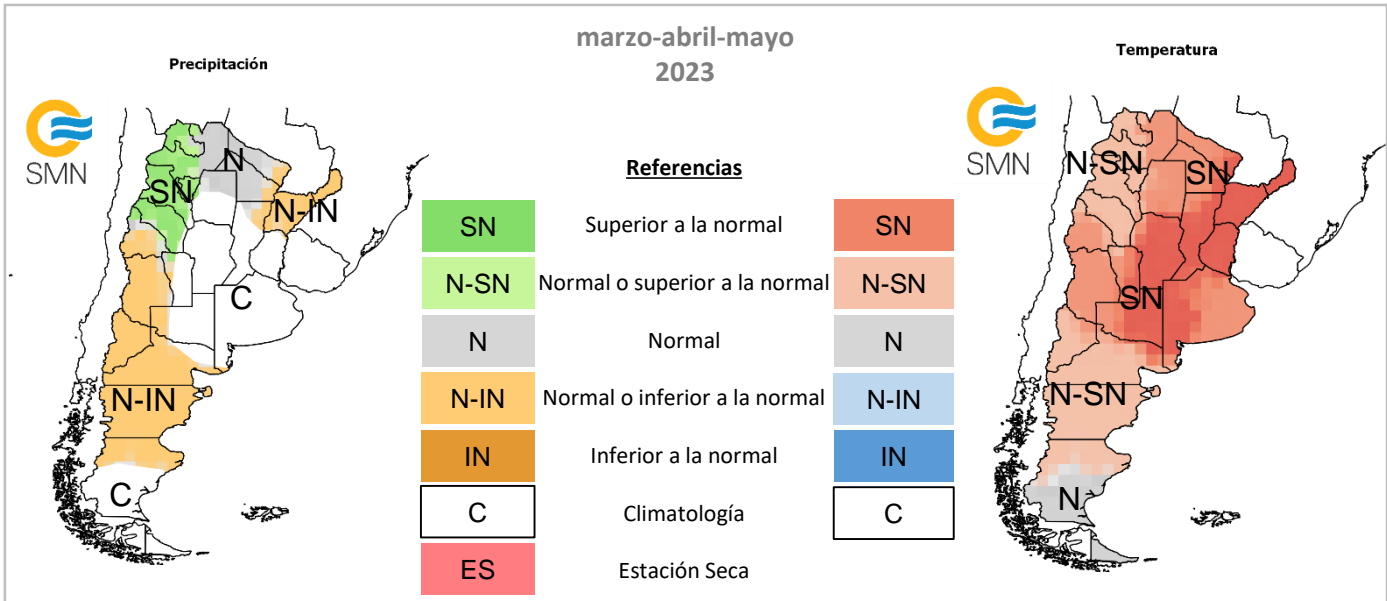 marzo-abril-mayo
2023
Precipitación
SMN
SN
N
N-IN
C
N-IN
C
Referencias
SN Superior a la normal SN
N-SN Normal o superior a la normal N-SN
N Normal N
N-IN Normal o inferior a la normal N-IN
IN Inferior a la normal IN
C Climatología C
ES Estación Seca
Temperatura
SMN
N-SN
SN
SN
N-SN
N